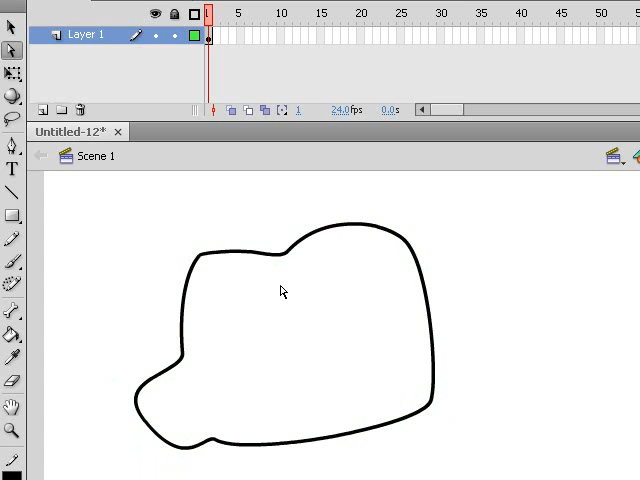 1 5 10 15 20 25 30 35 40 45 50 55
Layer 1
1 24.0fps 0.0s
Untitled-12* ×
Scene 1
T